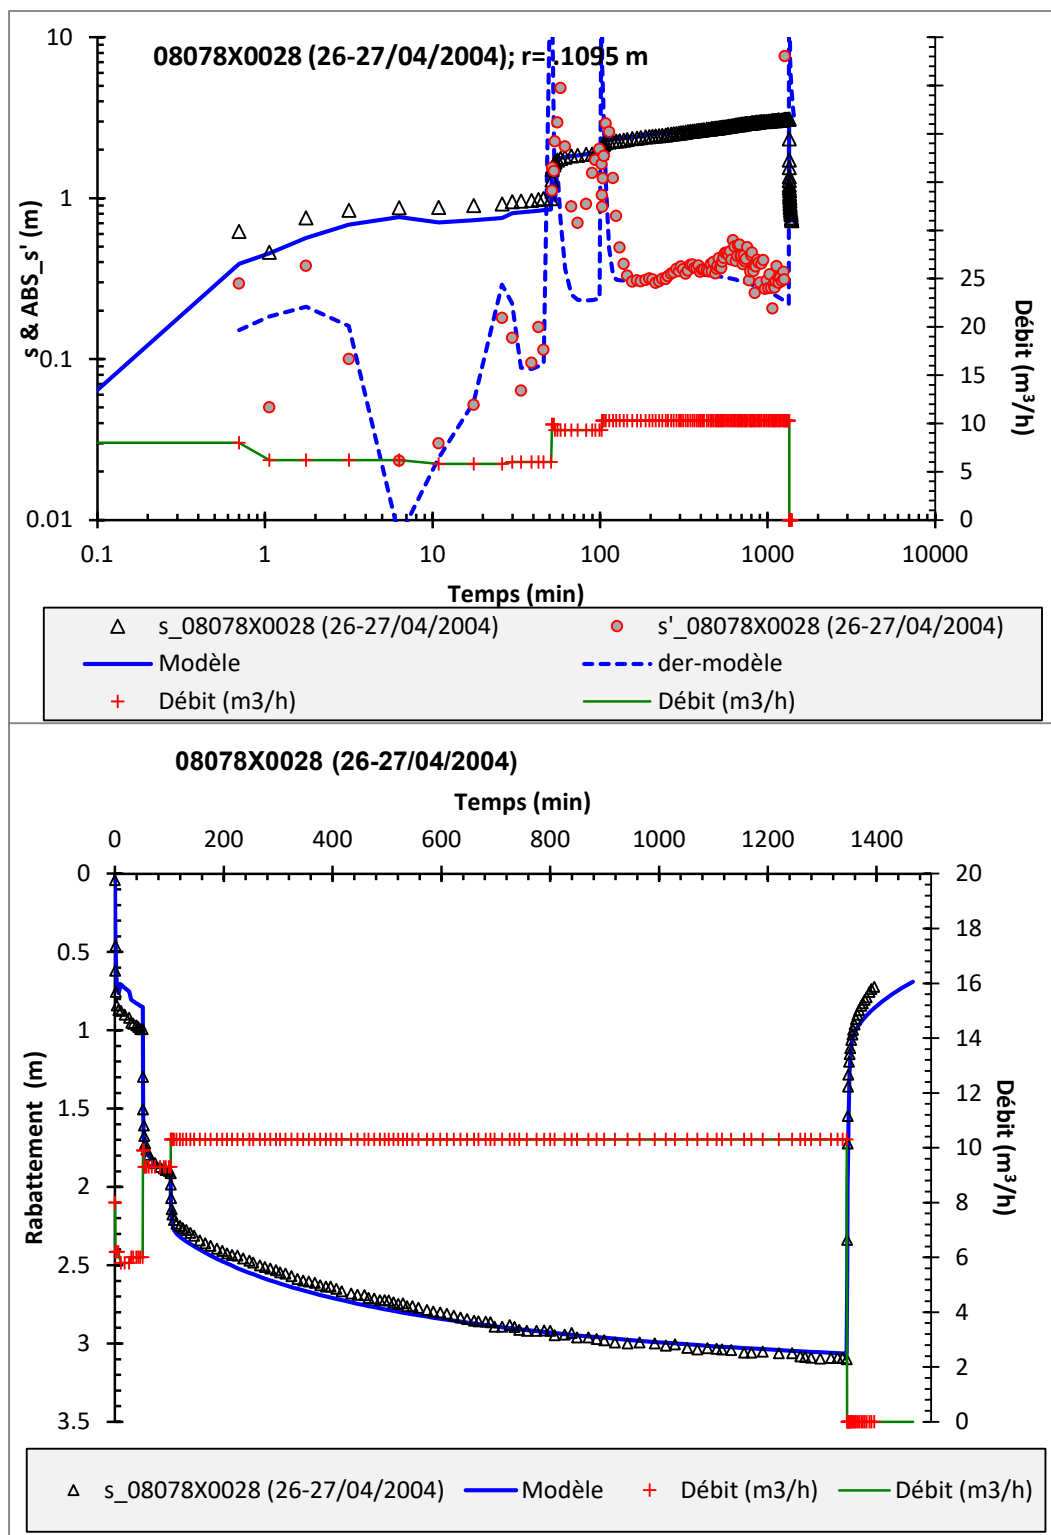 08078X0028 (26-27/04/2004); r= .1095 m
10
1
0.1
0.01
s & ABS_s' (m)
25
20
15
10
5
0
Débit (m³/h)
0.1 1 10 100 1000 10000
Temps (min)
s_08078X0028 (26-27/04/2004) s'_08078X0028 (26-27/04/2004)
Modèle der-modèle
Débit (m3/h) Débit (m3/h)
08078X0028 (26-27/04/2004)
Temps (min)
0 200 400 600 800 1000 1200 1400
0
0.5
1
1.5
2
2.5
3
3.5
Rabattement (m)
20
18
16
14
12
10
8
6
4
2
0
Débit (m³/h)
s_08078X0028 (26-27/04/2004) Modèle Débit (m3/h) Débit (m3/h)